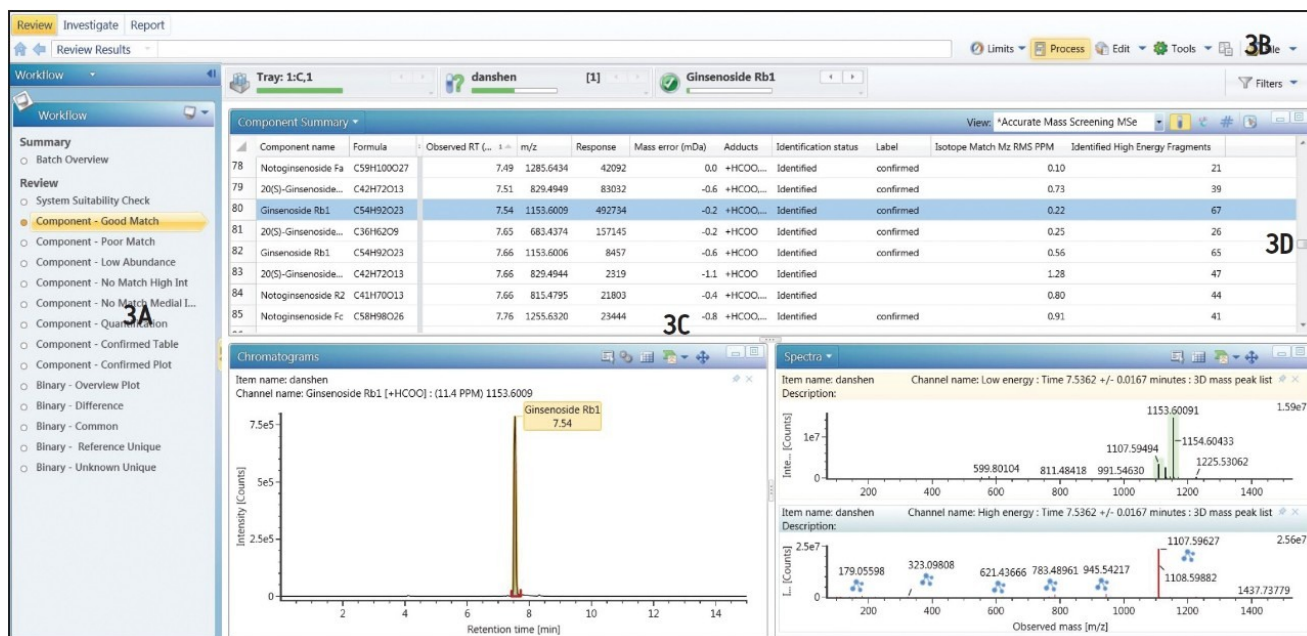 Review Investigate Report
Review Results
Limits Process Edit Tools 3B
Workflow
Tray: 1:C,1 danshen [1] Ginsenoside Rb1
Filters
Workflow
Summary
Batch Overview
Review
System Suitability Check
Component - Good Match
Component - Poor Match
Component - Low Abundance
Component - No Match High Int
Component - No Match Medial I...
3A
Component - Quantification
Component - Confirmed Table
Component - Confirmed Plot
Binary - Overview Plot
Binary - Difference
Binary - Common
Binary - Reference Unique
Binary - Unknown Unique
Component Summary View: *Accurate Mass Screening MSe
Component name Formula Observed RT (... m/z Response Mass error (mDa) Adducts Identification status Label Isotope Match Mz RMS PPM Identified High Energy Fragments
78 Notoginsenoside Fa C59H100O27 7.49 1285.6434 42092 0.0 +HCOO,... Identified confirmed 0.10 21
79 20(S)-Ginsenoside... C42H72O13 7.51 829.4949 83032 -0.6 +HCOO,... Identified confirmed 0.73 39
80 Ginsenoside Rb1 C54H92O23 7.54 1153.6009 492734 -0.2 +HCOO,... Identified confirmed 0.22 67
81 20(S)-Ginsenoside... C36H62O9 7.65 683.4374 157145 -0.2 +HCOO Identified confirmed 0.25 26
3D
82 Ginsenoside Rb1 C54H92O23 7.66 1153.6006 8457 -0.6 +HCOO Identified confirmed 0.56 65
83 20(S)-Ginsenoside... C42H72O13 7.66 829.4944 2319 -1.1 +HCOO Identified 1.28 47
84 Notoginsenoside R2 C41H70O13 7.66 815.4795 21803 -0.4 +HCOO,... Identified 0.80 44
85 Notoginsenoside Fc C58H98O26 7.76 1255.6320 23444 -0.8 +HCOO,... Identified confirmed 0.91 41
3C
Chromatograms
Item name: danshen
Channel name: Ginsenoside Rb1 [+HCOO] : (11.4 PPM) 1153.6009
Ginsenoside Rb1
7.54
7.5e5
5e5
2.5e5
0
Intensity [Counts]
2 4 6 8 10 12 14
Retention time [min]
Spectra
Item name: danshen Channel name: Low energy : Time 7.5362 +/- 0.0167 minutes : 3D mass peak list
Description: 1.59e7
1153.60091
1e7
1107.59494 1154.60433
599.80104 811.48418 991.54630 1225.53062
0
Inte... [Counts]
200 400 600 800 1000 1200 1400
Item name: danshen Channel name: High energy : Time 7.5362 +/- 0.0167 minutes : 3D mass peak list
Description:
2.5e7 1107.59627 2.56e7
179.05598 323.09808 621.43666 783.48961 945.54217
1108.59882
0 1437.73779
I... [Counts]
200 400 600 800 1000 1200 1400
Observed mass [m/z]